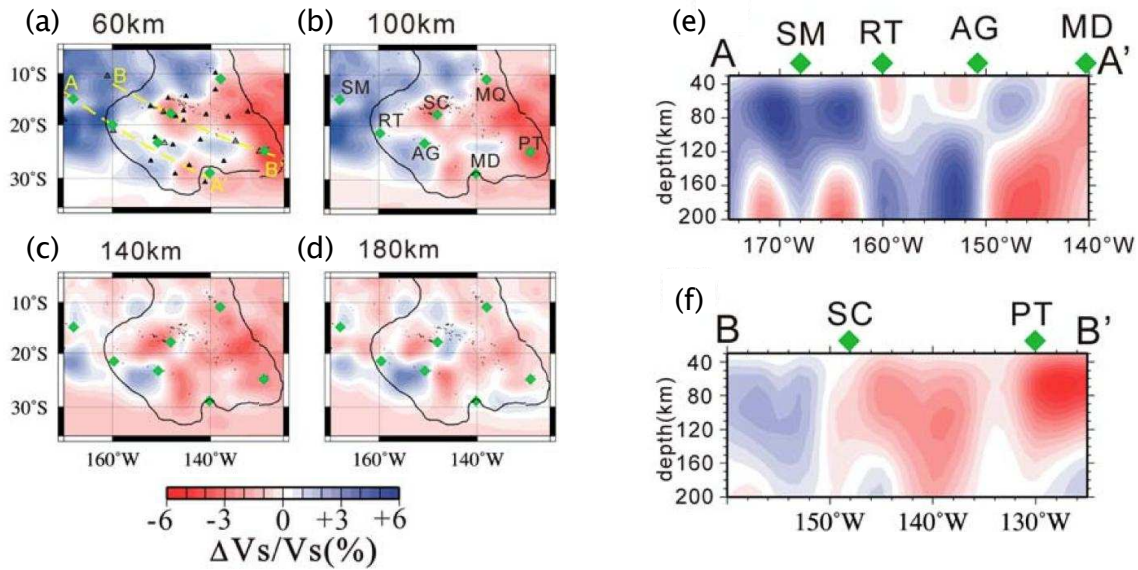 (a) 60km
(b) 100km
10°S
20°S
30°S
A
B
A'
B'
SM
RT
SC
AG
MQ
MD
PT
(c) 140km
(d) 180km
10°S
20°S
30°S
160°W 140°W 160°W 140°W
-6 -3 0 +3 +6
ΔVs/Vs(%)
(e)
A SM RT AG MD A'
depth(km)
40
80
120
160
200
170°W 160°W 150°W 140°W
(f)
B SC PT B'
depth(km)
40
80
120
160
200
150°W 140°W 130°W